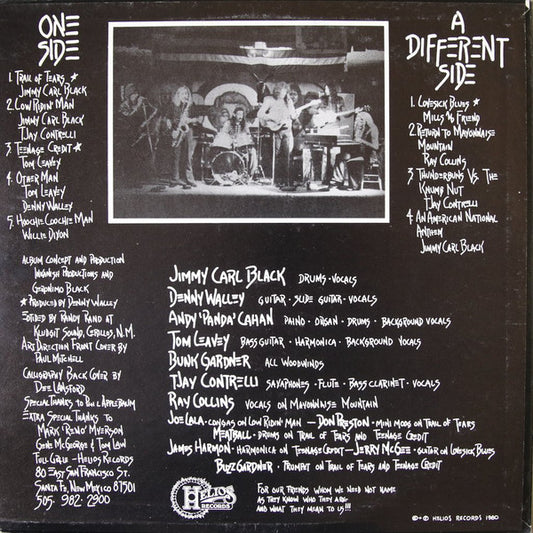 ONE
SIDE
1. TRAIL OF TEARS ★
JIMMY CARL BLACK
2. LOW RIDIN' MAN
JIMMY CARL BLACK
TJAY CONTRELLI
3. TEENAGE CREDIT ★
TOM LEAVEY
4. OTHER MAN
TOM LEAVEY
DENNY WALLEY
5. HOOCHIE COOCHIE MAN
WILLIE DIXON
A
DIFFERENT
SIDE
1. LOVESICK BLUES ★
MILLS & FRIEND
2. RETURN TO MAYONNAISE
MOUNTAIN
RAY COLLINS
3 THUNDERBUNS VS. THE
KNUMB NUT
TJAY CONTRELLI
4 AN AMERICAN NATIONAL
ANTHEM
JIMMY CARL BLACK
ALBUM CONCEPT AND PRODUCTION
INKANISH PRODUCTIONS AND
GERONIMO BLACK
★ PRODUCED BY DENNY WALLEY
EDITED BY RANDY RAND AT
KLUDGIT SOUND, CERILLOS, N.M.
ART DIRECTION FRONT COVER BY
PAUL MITCHELL
CALLIGRAPHY BACK COVER BY
DEE LANSFORD
SPECIAL THANKS TO PAUL APPLEBAUM
EXTRA SPECIAL THANKS TO
MARK 'RENO' MYERSON
GENE MCGEORGE & TOM LAW
FULL CIRCLE - HELIOS RECORDS
80 EAST SAN FRANCISCO ST.
SANTA FE, NEW MEXICO 87501
505 · 982 · 2900
JIMMY CARL BLACK DRUMS · VOCALS
DENNY WALLEY GUITAR · SLIDE GUITAR · VOCALS
ANDY 'PANDA' CAHAN PAINO · ORGAN · DRUMS · BACKGROUND VOCALS
TOM LEAVEY BASS GUITAR · HARMONICA · BACKGROUND VOCALS
BUNK GARDNER ALL WOODWINDS
TJAY CONTRELLI SAXAPHONES · FLUTE · BASS CLARINET · VOCALS
RAY COLLINS VOCALS ON MAYONNAISE MOUNTAIN
JOE LALA - CONGAS ON LOW RIDIN' MAN — DON PRESTON · MINI MOOG ON TRAIL OF TEARS
MEATBALL - DRUMS ON TRAIL OF TEARS AND TEENAGE CREDIT
JAMES HARMON - HARMONICA ON TEENAGE CREDIT — JERRY MCGEE - GUITAR ON LOVESICK BLUES
BUZZ GARDNER · TRUMPET ON TRAIL OF TEARS AND TEENAGE CREDIT
HELIOS
RECORDS
FOR OUR FRIENDS WHOM WE NEED NOT NAME
AS THEY KNOW WHO THEY ARE
AND WHAT THEY MEAN TO US!!!
© + ℗ HELIOS RECORDS 1980